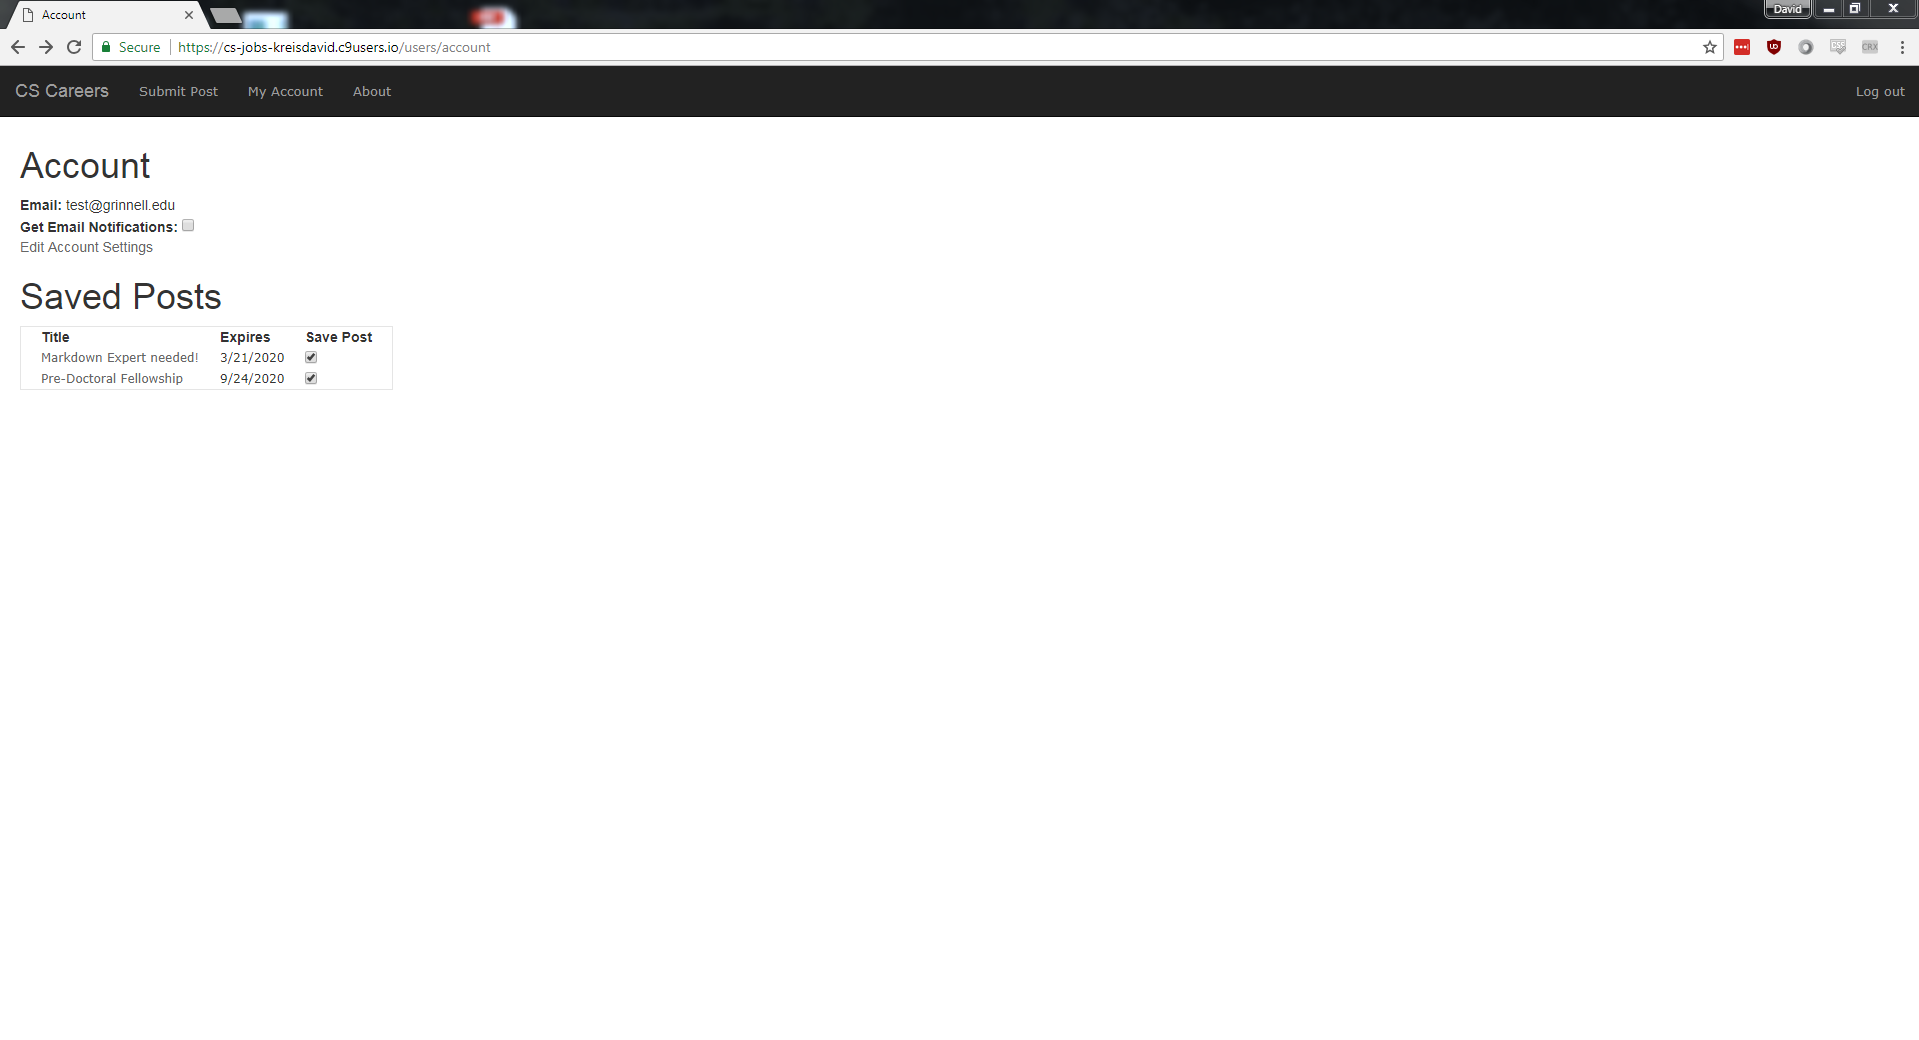 Account
David
Secure https://cs-jobs-kreisdavid.c9users.io/users/account
CSS
CRX
CS Careers Submit Post My Account About Log out
Account
Email: test@grinnell.edu
Get Email Notifications:
Edit Account Settings
Saved Posts
Title Expires Save Post
Markdown Expert needed! 3/21/2020
Pre-Doctoral Fellowship 9/24/2020